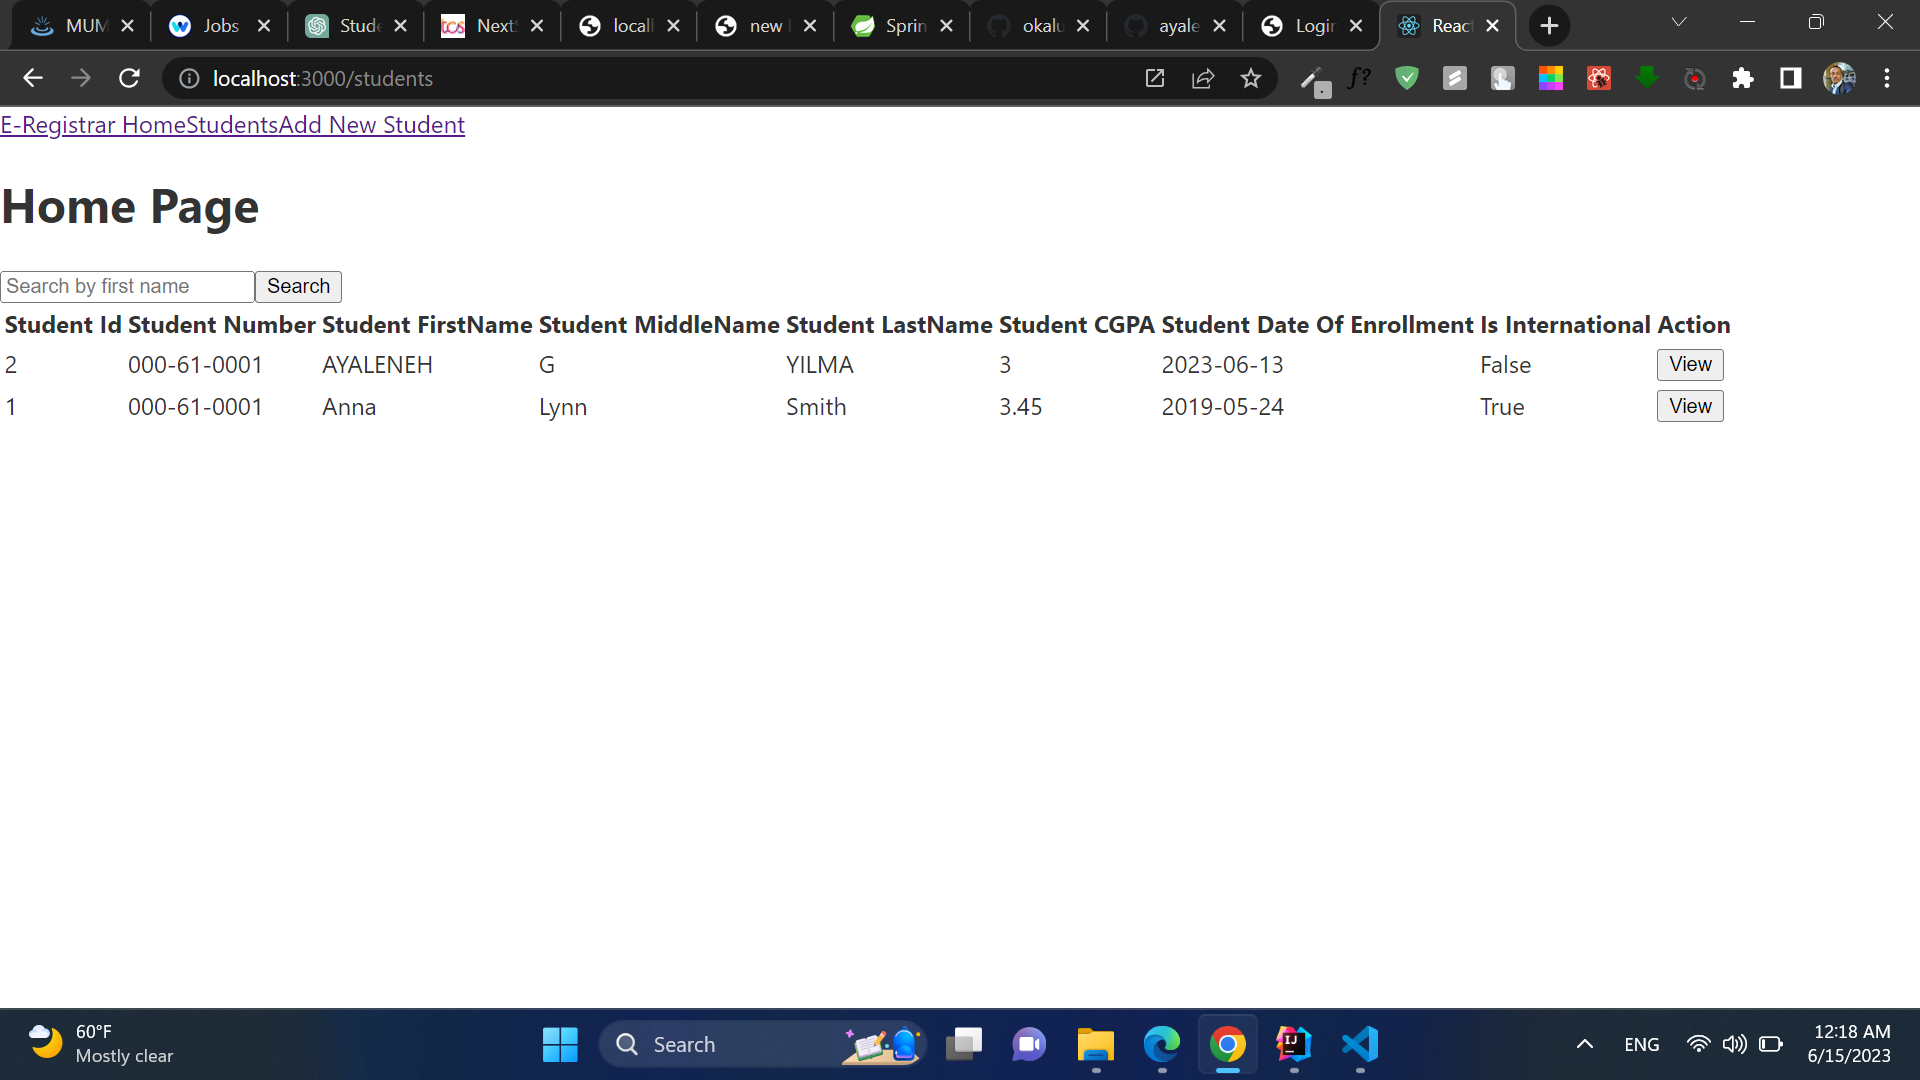 MUM Jobs Stude Next locall new Sprin okalu ayale Login React
localhost:3000/students
E-Registrar HomeStudentsAdd New Student
Home Page
Search by first name Search
Student Id Student Number Student FirstName Student MiddleName Student LastName Student CGPA Student Date Of Enrollment Is International Action
2 000-61-0001 AYALENEH G YILMA 3 2023-06-13 False View
1 000-61-0001 Anna Lynn Smith 3.45 2019-05-24 True View
60°F
Mostly clear
Search
ENG
12:18 AM
6/15/2023